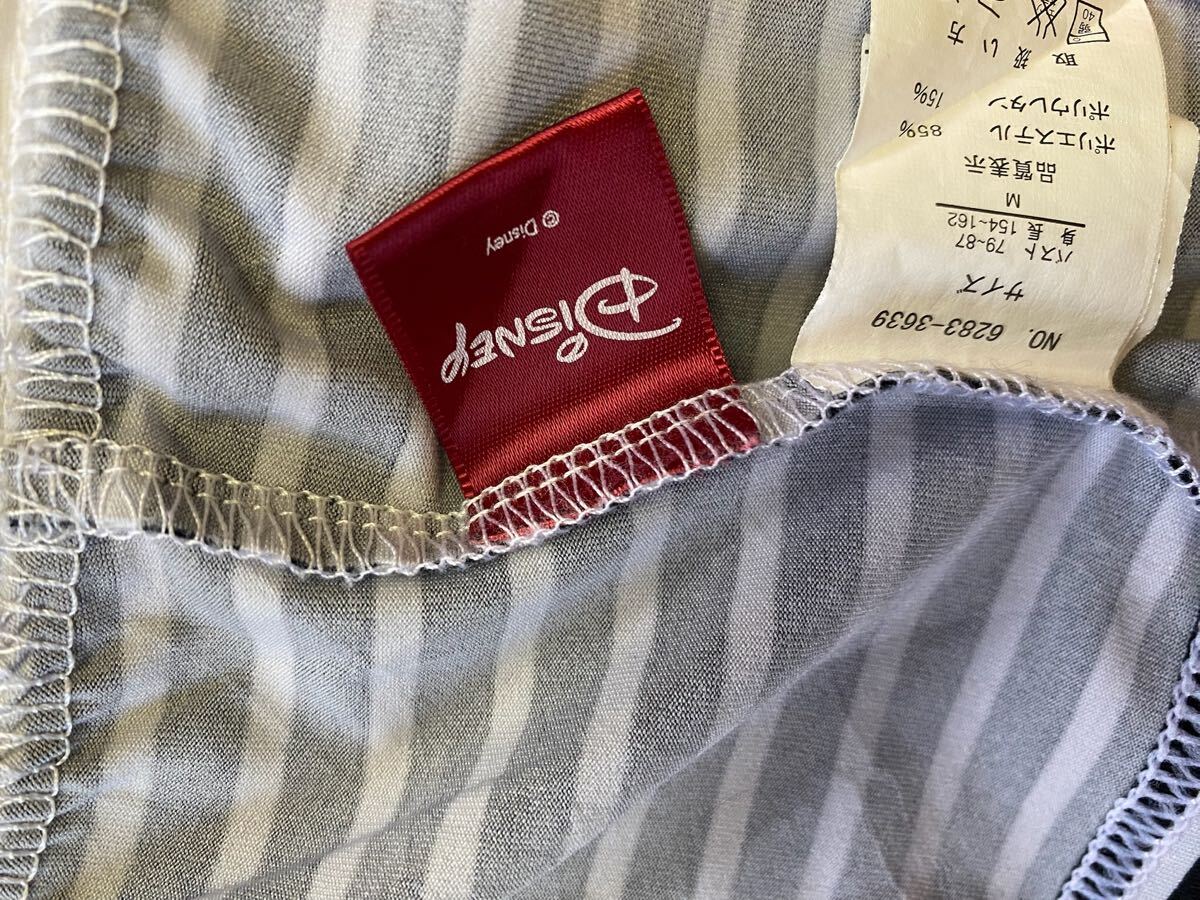 DISNEY
© Disney
NO. 6283-3639
サイズ
バスト 79~87
身 長 154~162
M
品質表示
ポリエステル 85%
ポリウレタン 15%
取 扱 い 方
弱
40